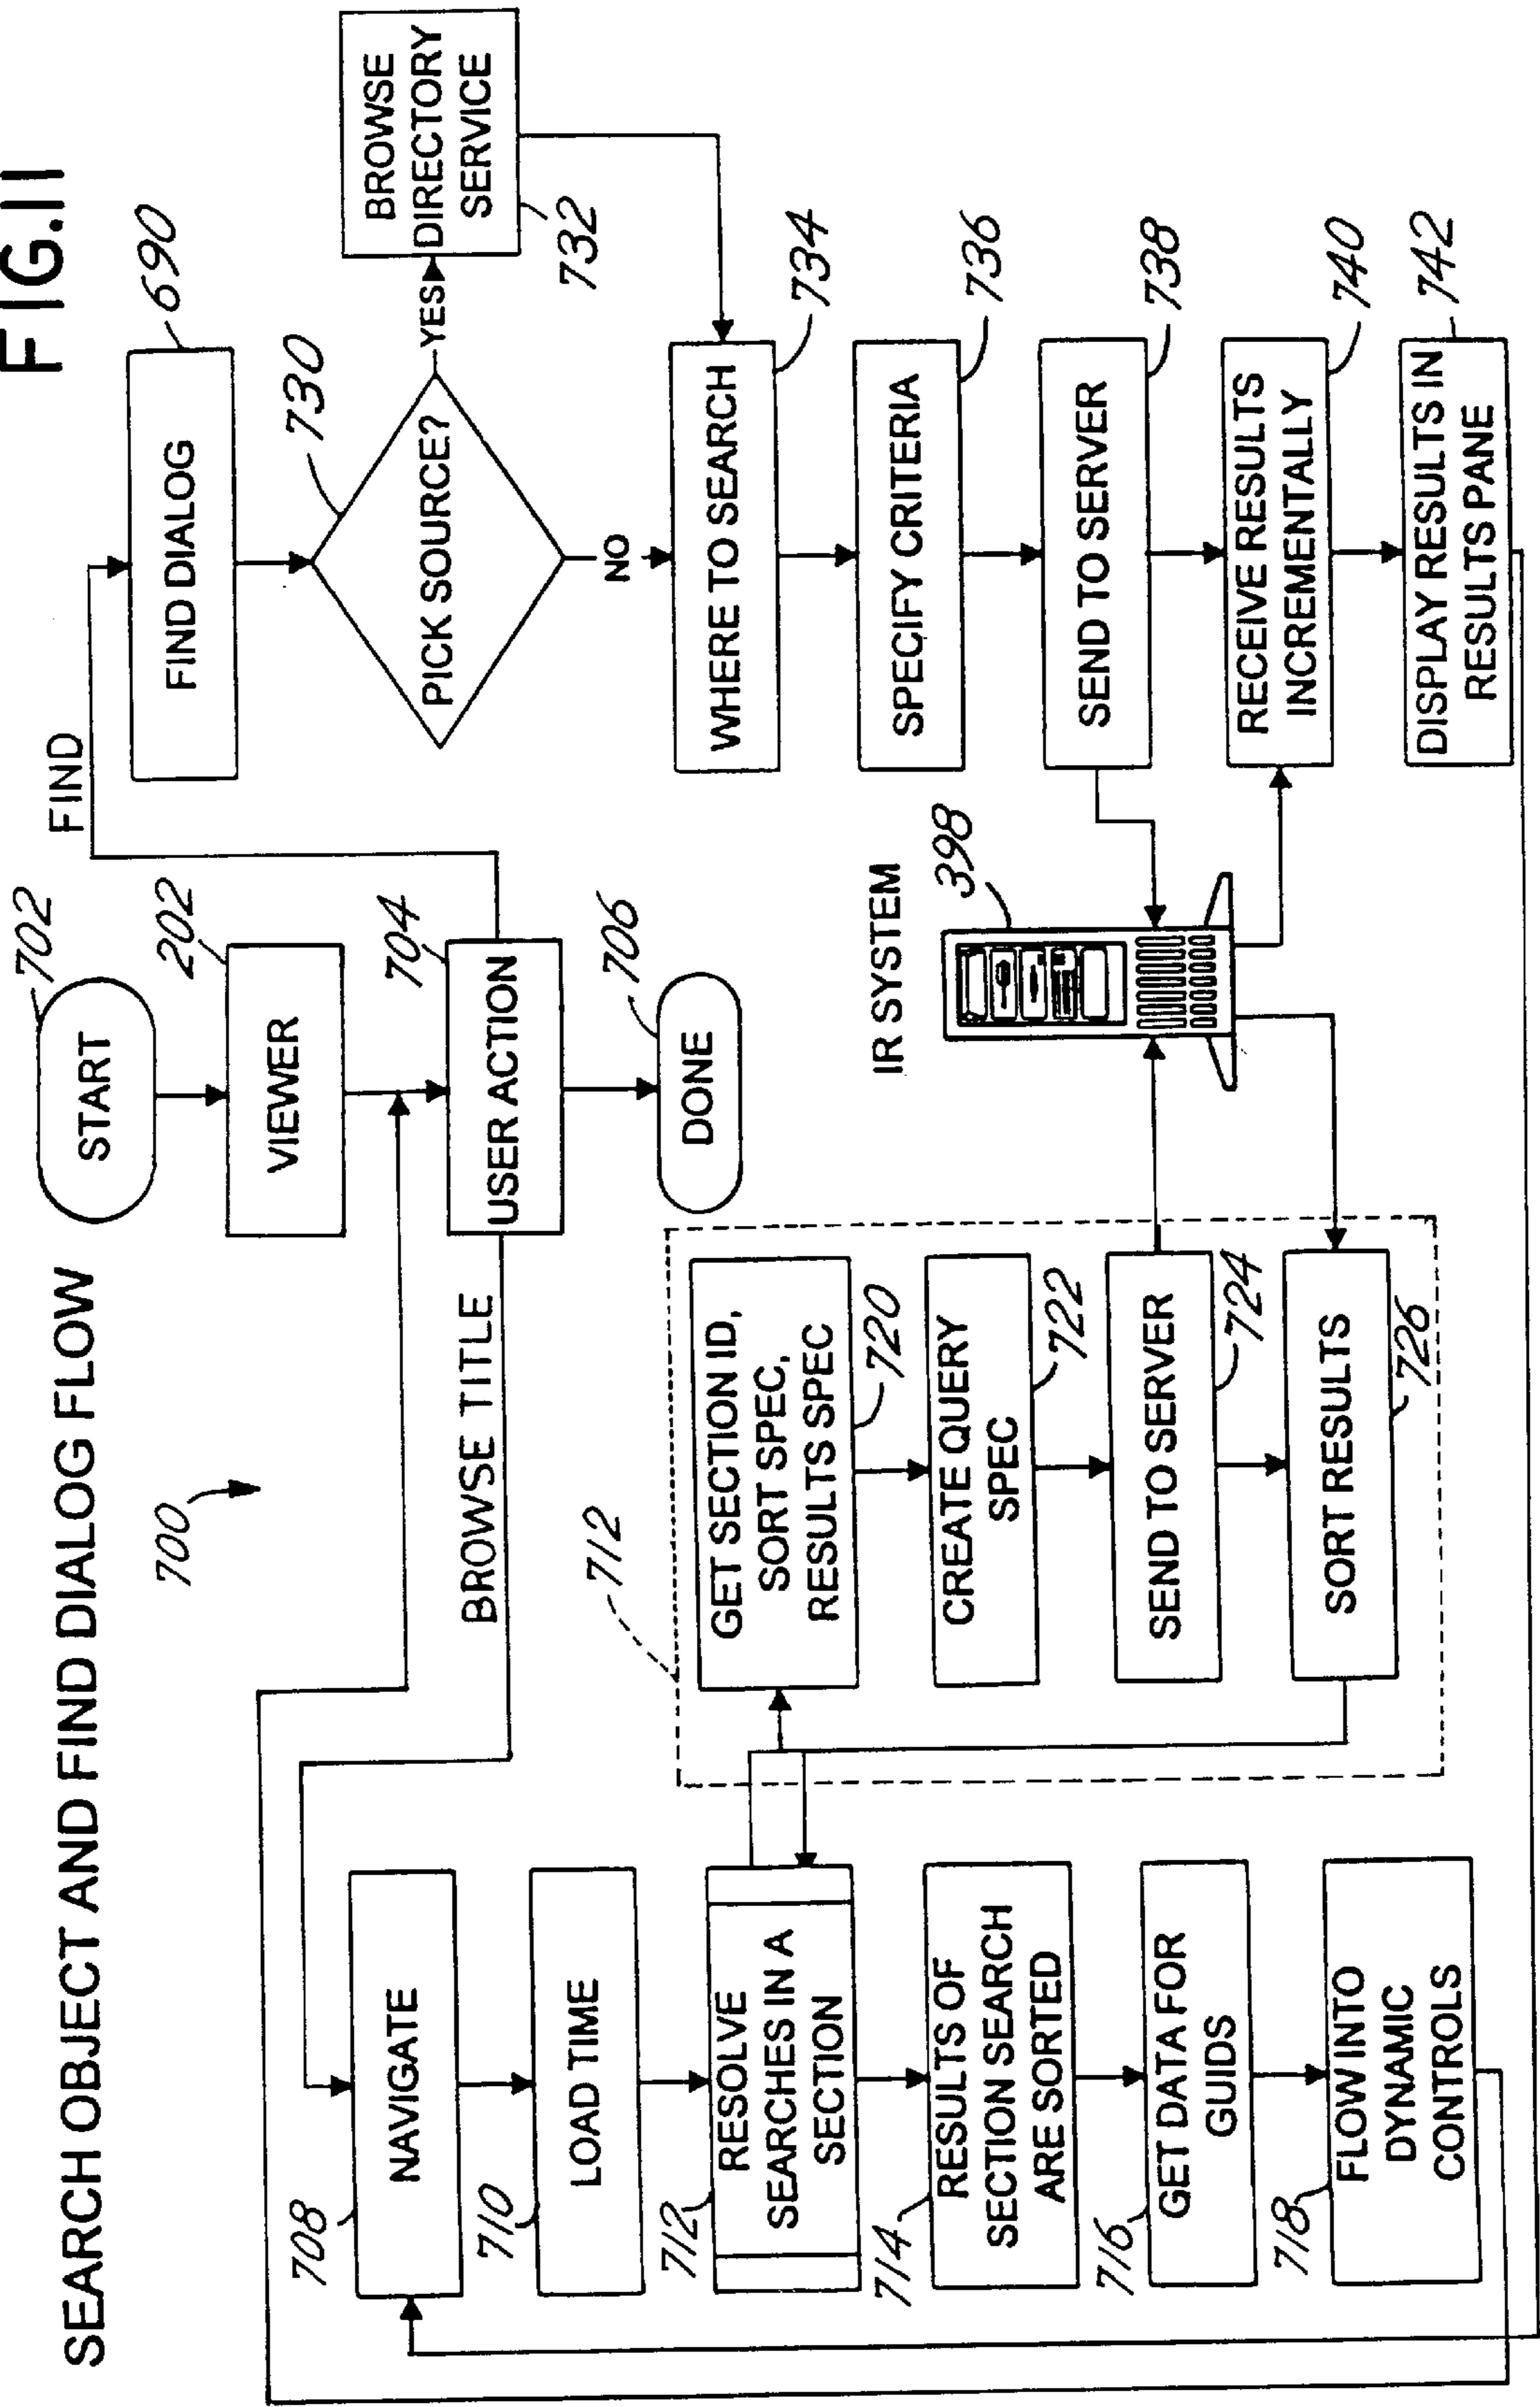 FIG.11
SEARCH OBJECT AND FIND DIALOG FLOW
700
START
702
VIEWER
202
USER ACTION
704
DONE
706
BROWSE TITLE
FIND
NAVIGATE
708
LOAD TIME
710
RESOLVE
SEARCHES IN A
SECTION
712
RESULTS OF
SECTION SEARCH
ARE SORTED
714
GET DATA FOR
GUIDS
716
FLOW INTO
DYNAMIC
CONTROLS
718
712
GET SECTION ID,
SORT SPEC,
RESULTS SPEC
720
CREATE QUERY
SPEC
722
SEND TO SERVER
724
SORT RESULTS
726
IR SYSTEM
398
FIND DIALOG
690
PICK SOURCE?
730
YES
NO
BROWSE
DIRECTORY
SERVICE
732
WHERE TO SEARCH
734
SPECIFY CRITERIA
736
SEND TO SERVER
738
RECEIVE RESULTS
INCREMENTALLY
740
DISPLAY RESULTS IN
RESULTS PANE
742